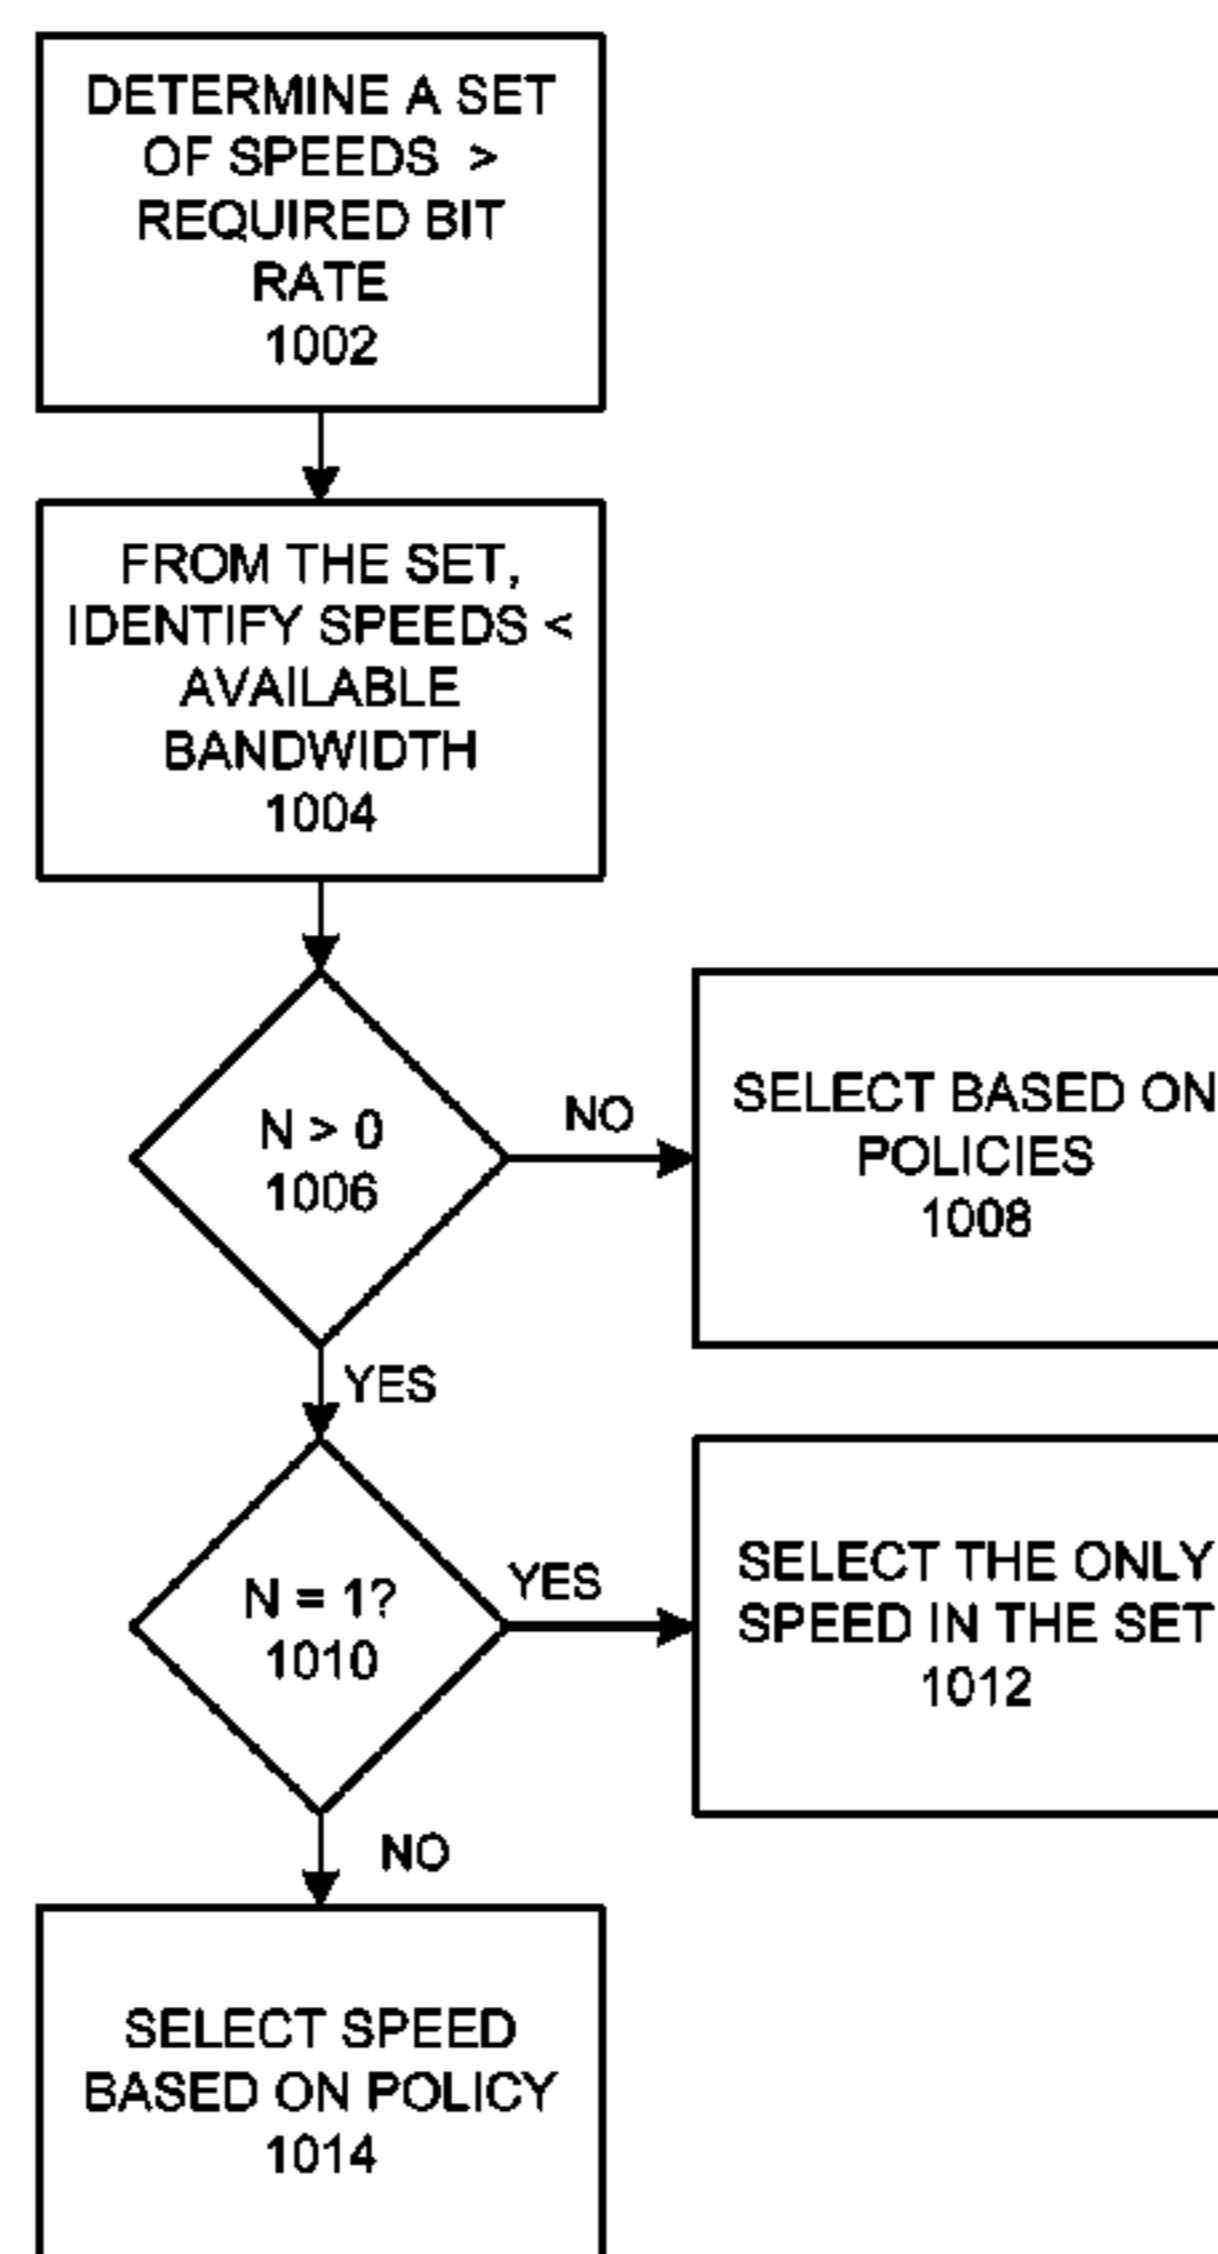 DETERMINE A SET
OF SPEEDS >
REQUIRED BIT
RATE
1002
FROM THE SET,
IDENTIFY SPEEDS <
AVAILABLE
BANDWIDTH
1004
N > 0
1006
NO
SELECT BASED ON
POLICIES
1008
YES
N = 1?
1010
YES
SELECT THE ONLY
SPEED IN THE SET
1012
NO
SELECT SPEED
BASED ON POLICY
1014